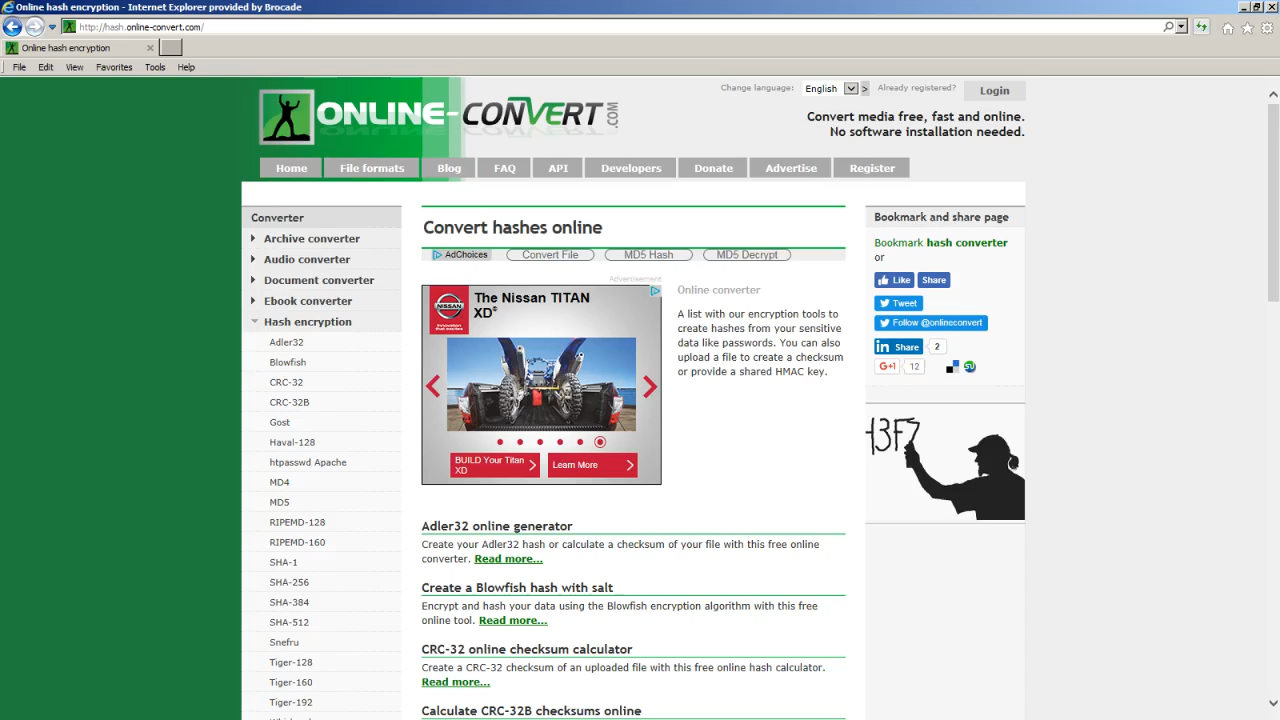 Online hash encryption - Internet Explorer provided by Brocade
http://hash.online-convert.com/
Online hash encryption
File Edit View Favorites Tools Help
ONLINE-CONVERT.COM
Change language: English > Already registered? Login
Convert media free, fast and online.
No software installation needed.
Home File formats Blog FAQ API Developers Donate Advertise Register
Converter
Archive converter
Audio converter
Document converter
Ebook converter
Hash encryption
Adler32
Blowfish
CRC-32
CRC-32B
Gost
Haval-128
htpasswd Apache
MD4
MD5
RIPEMD-128
RIPEMD-160
SHA-1
SHA-256
SHA-384
SHA-512
Snefru
Tiger-128
Tiger-160
Tiger-192
Convert hashes online
AdChoices Convert File MD5 Hash MD5 Decrypt
Advertisement
NISSAN
The Nissan TITAN
XD®
BUILD Your Titan
XD
Learn More
Online converter
A list with our encryption tools to
create hashes from your sensitive
data like passwords. You can also
upload a file to create a checksum
or provide a shared HMAC key.
Adler32 online generator
Create your Adler32 hash or calculate a checksum of your file with this free online
converter. Read more...
Create a Blowfish hash with salt
Encrypt and hash your data using the Blowfish encryption algorithm with this free
online tool. Read more...
CRC-32 online checksum calculator
Create a CRC-32 checksum of an uploaded file with this free online hash calculator.
Read more...
Calculate CRC-32B checksums online
Bookmark and share page
Bookmark hash converter
or
Like Share
Tweet
Follow @onlineconvert
in Share 2
G+1 12